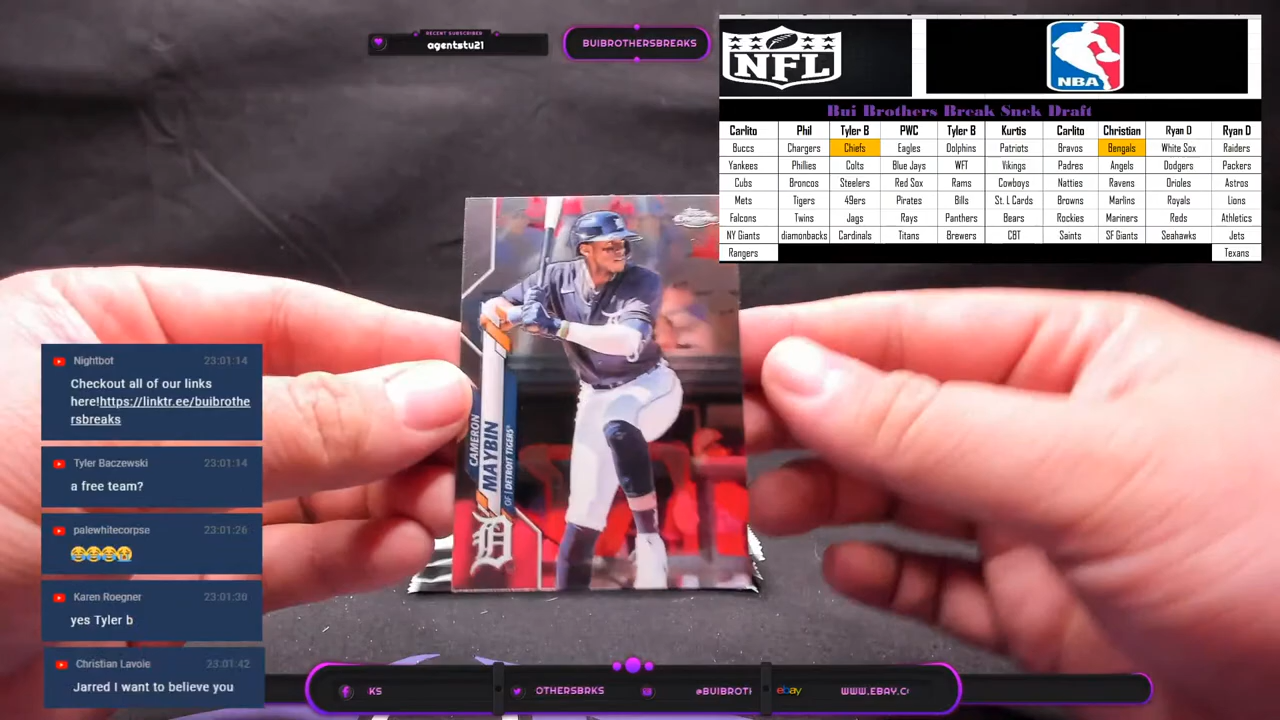 RECENT SUBSCRIBER
agentstu21
BUIBROTHERSBREAKS
NFL
NBA
Bui Brothers Break Snek Draft
Carlito Phil Tyler B PWC Tyler B Kurtis Carlito Christian Ryan O Ryan D
Buccs Chargers Chiefs Eagles Dolphins Patriots Bravos Bengals White Sox Raiders
Yankees Phillies Colts Blue Jays WFT Vikings Padres Angels Dodgers Packers
Cubs Broncos Steelers Red Sox Rams Cowboys Natties Ravens Orioles Astros
Mets Tigers 49ers Pirates Bills St. L Cards Browns Marlins Royals Lions
Falcons Twins Jags Rays Panthers Bears Rockies Mariners Reds Athletics
NY Giants diamonbacks Cardinals Titans Brewers CBT Saints SF Giants Seahawks Jets
Rangers Texans
CAMERON
MAYBIN
OF | DETROIT TIGERS
D
Nightbot 23:01:14
Checkout all of our links
here!https://linktr.ee/buibrothe
rsbreaks
Tyler Baczewski 23:01:14
a free team?
palewhitecorpse 23:01:26
😂😂😂😂
Karen Roegner 23:01:30
yes Tyler b
Christian Lavoie 23:01:42
Jarred I want to believe you
KS OTHERSBRKS @BUIBROTH ebay WWW.EBAY.C